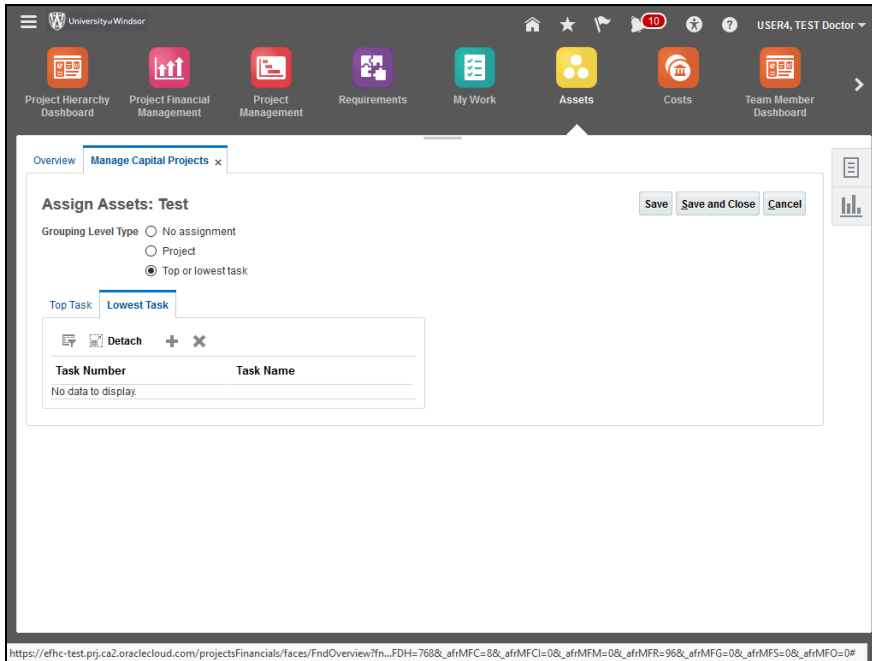 University of Windsor
10
USER4, TEST Doctor
Project Hierarchy
Dashboard
Project Financial
Management
Project
Management
Requirements
My Work
Assets
Costs
Team Member
Dashboard
Overview
Manage Capital Projects x
Assign Assets: Test
Save
Save and Close
Cancel
Grouping Level Type
No assignment
Project
Top or lowest task
Top Task
Lowest Task
Detach
Task Number
Task Name
No data to display.
https://efhc-test.prj.ca2.oraclecloud.com/projectsFinancials/faces/FndOverview?fn...FDH=768&_afrMFC=8&_afrMFCI=0&_afrMFM=0&_afrMFR=96&_afrMFG=0&_afrMFS=0&_afrMFO=0#